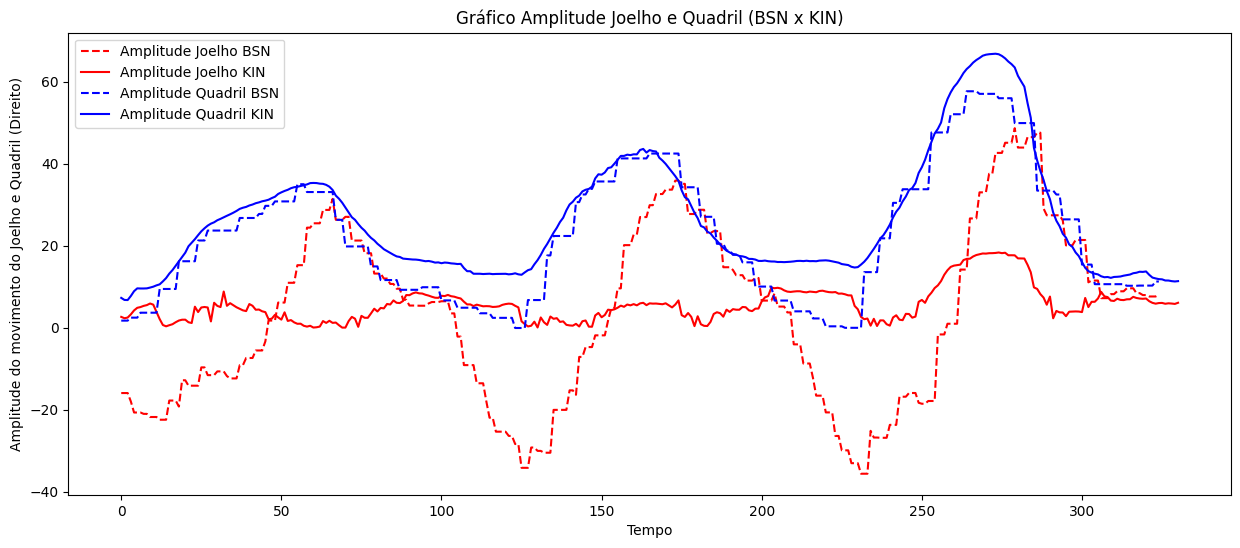 Gráfico Amplitude Joelho e Quadril (BSN x KIN)
Amplitude Joelho BSN
Amplitude Joelho KIN
Amplitude Quadril BSN
Amplitude Quadril KIN
Amplitude do movimento do Joelho e Quadril (Direito)
60
40
20
0
−20
−40
0 50 100 150 200 250 300
Tempo